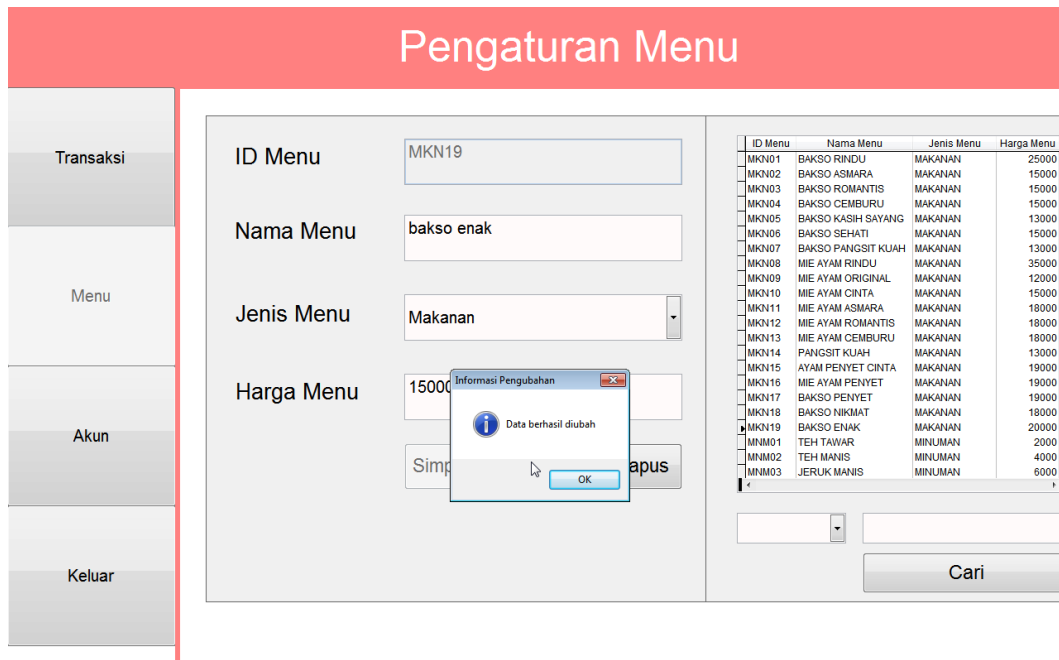 Pengaturan Menu
Transaksi
Menu
Akun
Keluar
ID Menu
MKN19
Nama Menu
bakso enak
Jenis Menu
Makanan
Harga Menu
15000
Informasi Pengubahan
Data berhasil diubah
OK
Simp
apus
ID Menu Nama Menu Jenis Menu Harga Menu
MKN01 BAKSO RINDU MAKANAN 25000
MKN02 BAKSO ASMARA MAKANAN 15000
MKN03 BAKSO ROMANTIS MAKANAN 15000
MKN04 BAKSO CEMBURU MAKANAN 15000
MKN05 BAKSO KASIH SAYANG MAKANAN 13000
MKN06 BAKSO SEHATI MAKANAN 15000
MKN07 BAKSO PANGSIT KUAH MAKANAN 13000
MKN08 MIE AYAM RINDU MAKANAN 35000
MKN09 MIE AYAM ORIGINAL MAKANAN 12000
MKN10 MIE AYAM CINTA MAKANAN 15000
MKN11 MIE AYAM ASMARA MAKANAN 18000
MKN12 MIE AYAM ROMANTIS MAKANAN 18000
MKN13 MIE AYAM CEMBURU MAKANAN 18000
MKN14 PANGSIT KUAH MAKANAN 13000
MKN15 AYAM PENYET CINTA MAKANAN 19000
MKN16 MIE AYAM PENYET MAKANAN 19000
MKN17 BAKSO PENYET MAKANAN 19000
MKN18 BAKSO NIKMAT MAKANAN 18000
MKN19 BAKSO ENAK MAKANAN 20000
MNM01 TEH TAWAR MINUMAN 2000
MNM02 TEH MANIS MINUMAN 4000
MNM03 JERUK MANIS MINUMAN 6000
Cari